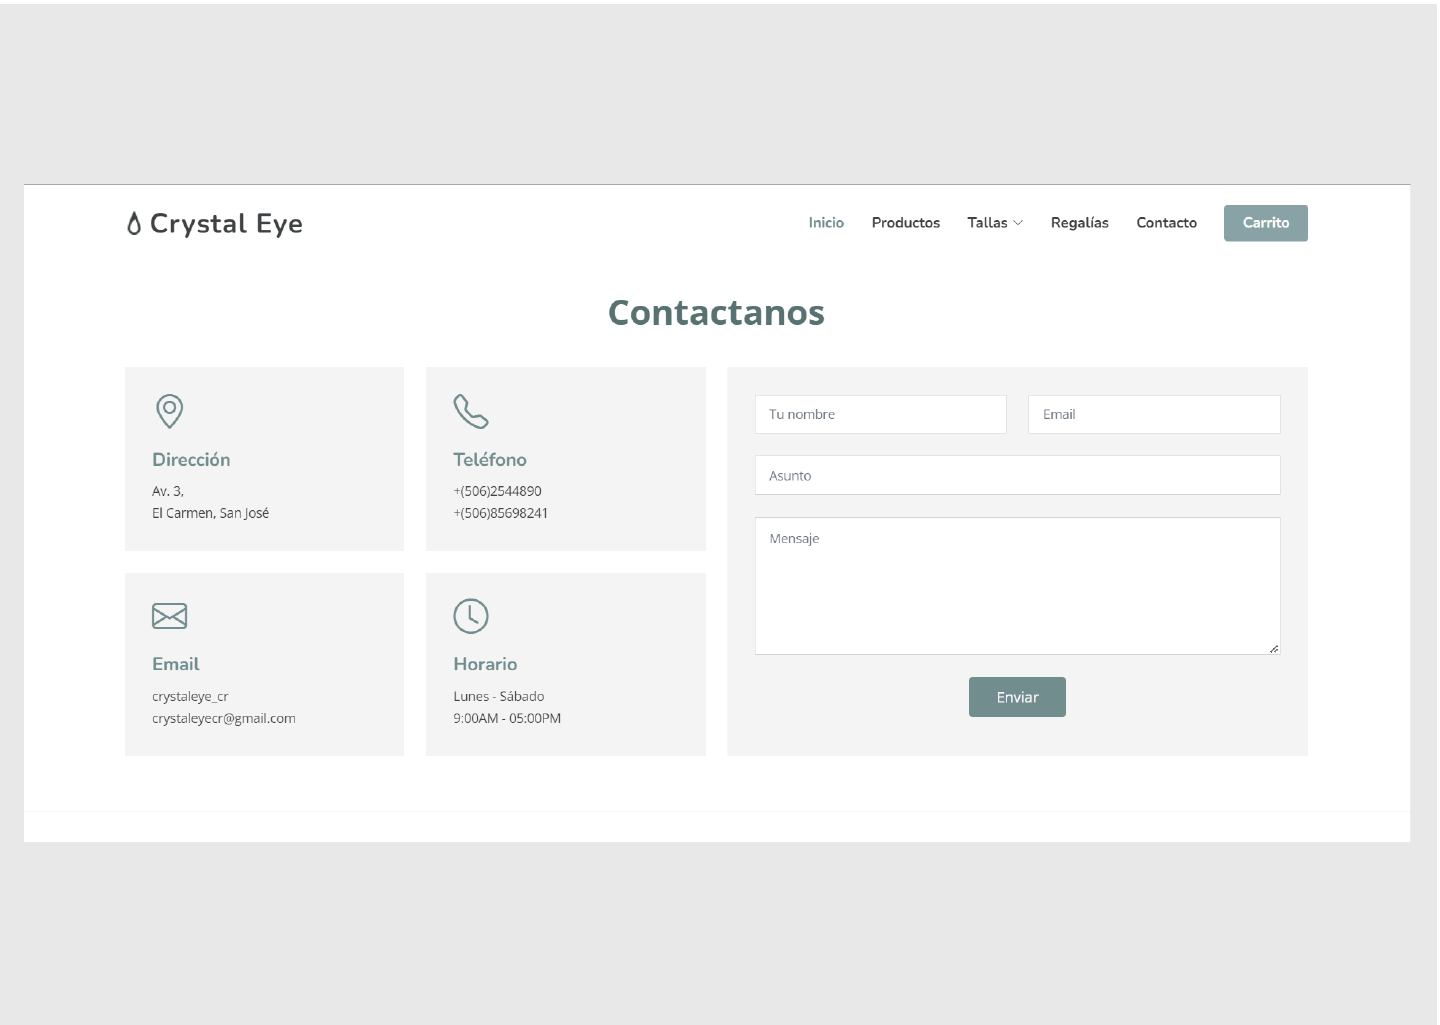 Crystal Eye
Inicio Productos Tallas Regalías Contacto Carrito
Contactanos
Dirección
Av. 3,
El Carmen, San José
Teléfono
+(506)2544890
+(506)85698241
Email
crystaleye_cr
crystaleyecr@gmail.com
Horario
Lunes - Sábado
9:00AM - 05:00PM
Tu nombre
Email
Asunto
Mensaje
Enviar